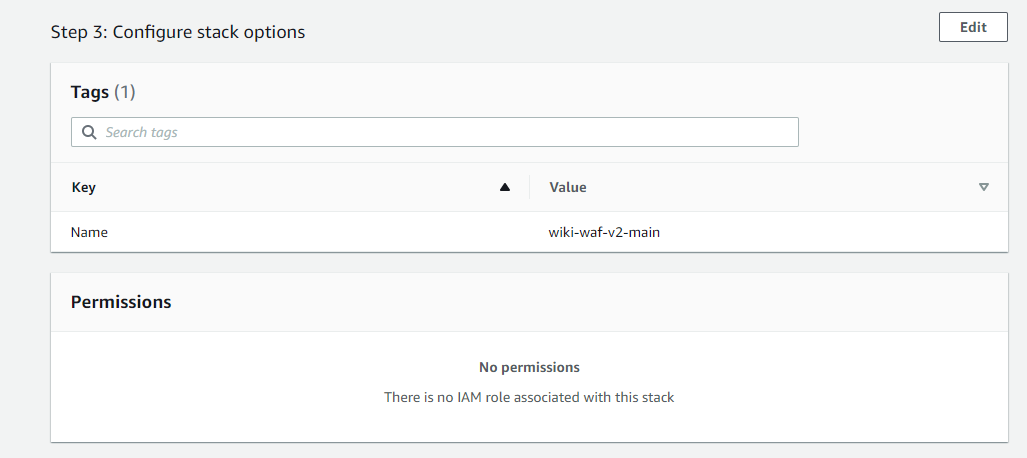 Step 3: Configure stack options
Edit
Tags (1)
Search tags
Key Value
Name wiki-waf-v2-main
Permissions
No permissions
There is no IAM role associated with this stack